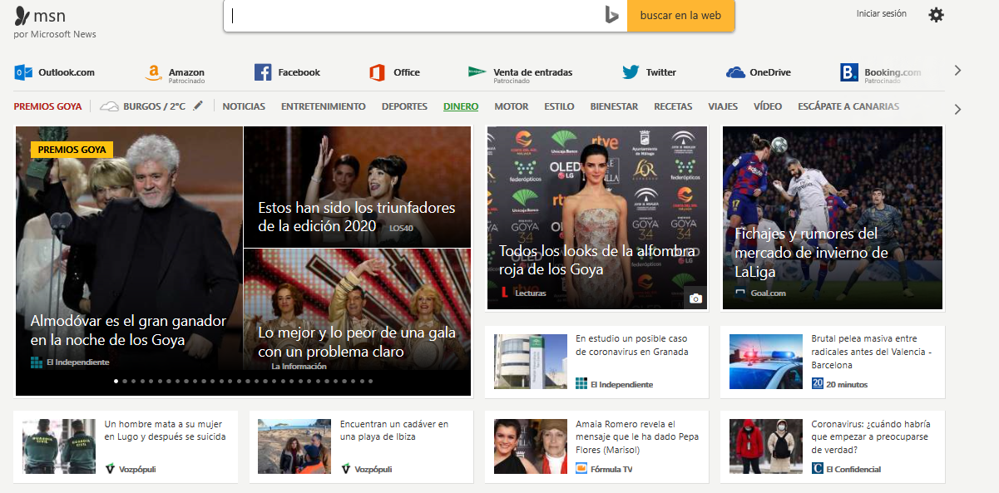 msn
por Microsoft News
buscar en la web
Iniciar sesión
Outlook.com
Amazon
Patrocinado
Facebook
Office
Venta de entradas
Patrocinado
Twitter
OneDrive
Booking.com
Patrocinado
PREMIOS GOYA
BURGOS / 2°C
NOTICIAS
ENTRETENIMIENTO
DEPORTES
DINERO
MOTOR
ESTILO
BIENESTAR
RECETAS
VIAJES
VÍDEO
ESCÁPATE A CANARIAS
PREMIOS GOYA
Almodóvar es el gran ganador
en la noche de los Goya
El Independiente
Estos han sido los triunfadores
de la edición 2020 LOS40
Lo mejor y lo peor de una gala
con un problema claro
La Información
Todos los looks de la alfombra
roja de los Goya
Lecturas
Fichajes y rumores del
mercado de invierno de
LaLiga
Goal.com
En estudio un posible caso
de coronavirus en Granada
El Independiente
Brutal pelea masiva entre
radicales antes del Valencia -
Barcelona
20 minutos
Un hombre mata a su mujer
en Lugo y después se suicida
Vozpópuli
Encuentran un cadáver en
una playa de Ibiza
Vozpópuli
Amaia Romero revela el
mensaje que le ha dado Pepa
Flores (Marisol)
Fórmula TV
Coronavirus: ¿cuándo habría
que empezar a preocuparse
de verdad?
El Confidencial